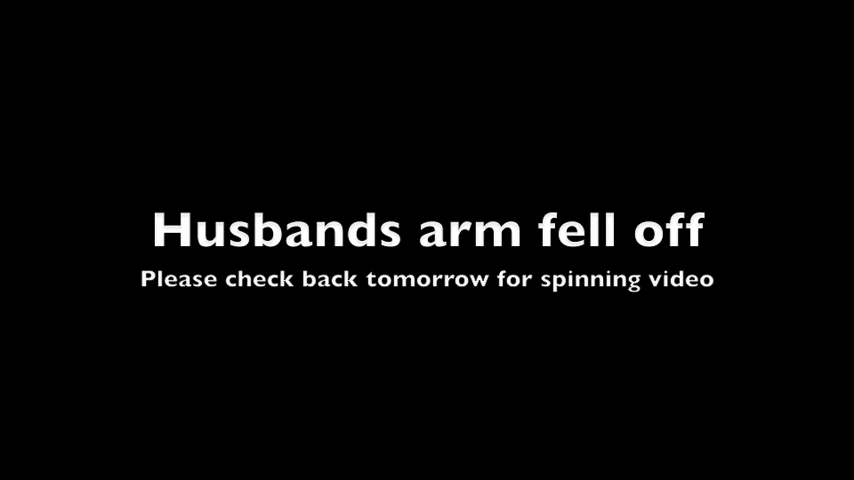 Husbands arm fell off
Please check back tomorrow for spinning video